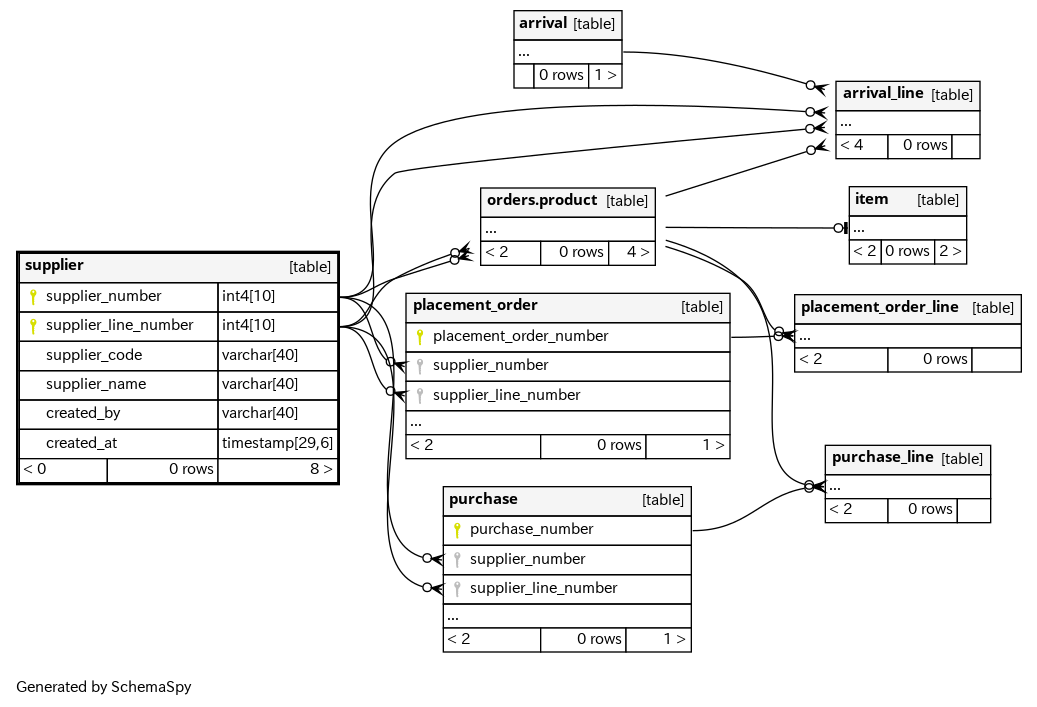 arrival [table]
...
0 rows 1 >
arrival_line [table]
...
< 4 0 rows
orders.product [table]
...
< 2 0 rows 4 >
item [table]
...
< 2 0 rows 2 >
supplier [table]
supplier_number int4[10]
supplier_line_number int4[10]
supplier_code varchar[40]
supplier_name varchar[40]
created_by varchar[40]
created_at timestamp[29,6]
< 0 0 rows 8 >
placement_order [table]
placement_order_number
supplier_number
supplier_line_number
...
< 2 0 rows 1 >
placement_order_line [table]
...
< 2 0 rows
purchase_line [table]
...
< 2 0 rows
purchase [table]
purchase_number
supplier_number
supplier_line_number
...
< 2 0 rows 1 >
Generated by SchemaSpy